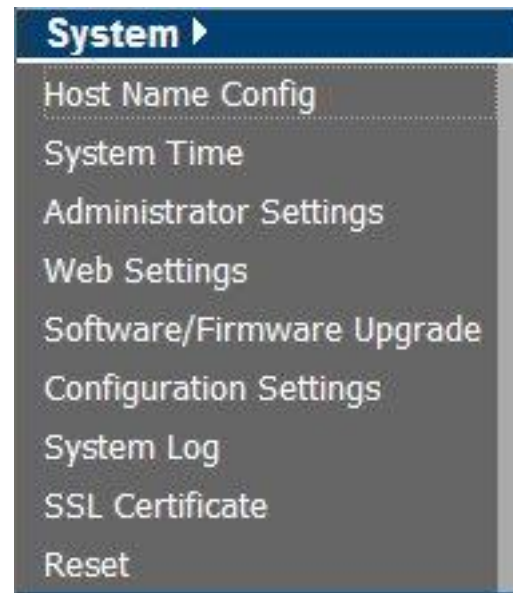 System
Host Name Config
System Time
Administrator Settings
Web Settings
Software/Firmware Upgrade
Configuration Settings
System Log
SSL Certificate
Reset